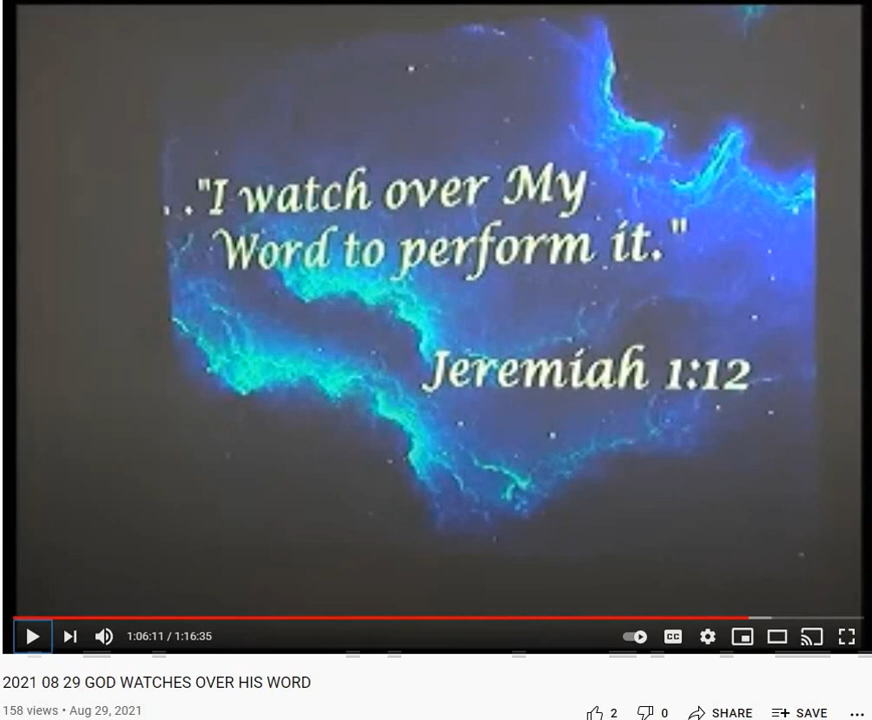 . ."I watch over My
Word to perform it."
Jeremiah 1:12
1:06:11 / 1:16:35
CC
2021 08 29 GOD WATCHES OVER HIS WORD
158 views • Aug 29, 2021
2
0
SHARE
SAVE